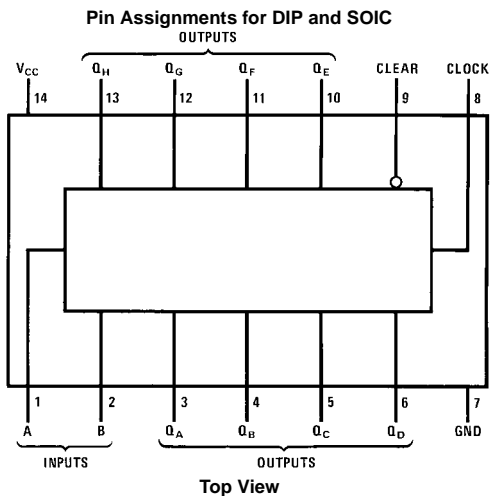 Pin Assignments for DIP and SOIC
OUTPUTS
VCC QH QG QF QE CLEAR CLOCK
14 13 12 11 10 9 8
1 2 3 4 5 6 7
A B QA QB QC QD GND
INPUTS OUTPUTS
Top View